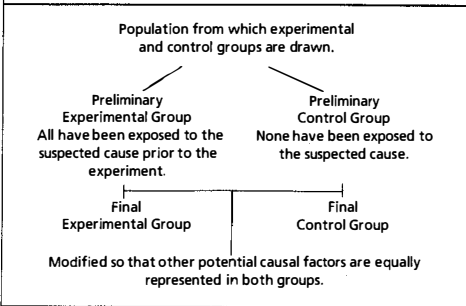 Population from which experimental
and control groups are drawn.
Preliminary
Experimental Group
All have been exposed to the
suspected cause prior to the
experiment.
Preliminary
Control Group
None have been exposed to
the suspected cause.
Final
Experimental Group
Final
Control Group
Modified so that other potential causal factors are equally
represented in both groups.